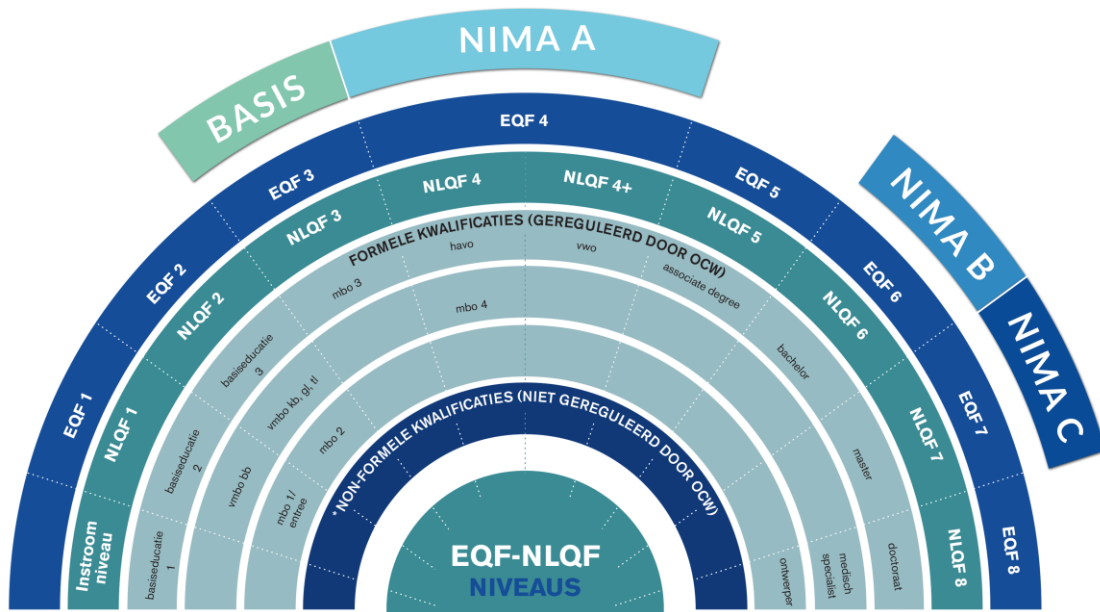 BASIS
NIMA A
NIMA B
NIMA C
EQF 1
EQF 2
EQF 3
EQF 4
EQF 5
EQF 6
EQF 7
EQF 8
Instroom
niveau
NLQF 1
NLQF 2
NLQF 3
NLQF 4
NLQF 4+
NLQF 5
NLQF 6
NLQF 7
NLQF 8
FORMELE KWALIFICATIES (GEREGULEERD DOOR OCW)
basiseducatie
1
basiseducatie
2
basiseducatie
3
mbo 3
havo
vwo
associate degree
bachelor
master
doctoraat
vmbo bb
vmbo kb, gl, tl
mbo 4
medisch
specialist
mbo 1/
entree
mbo 2
ontwerper
*NON-FORMELE KWALIFICATIES (NIET GEREGULEERD DOOR OCW)
EQF-NLQF
NIVEAUS